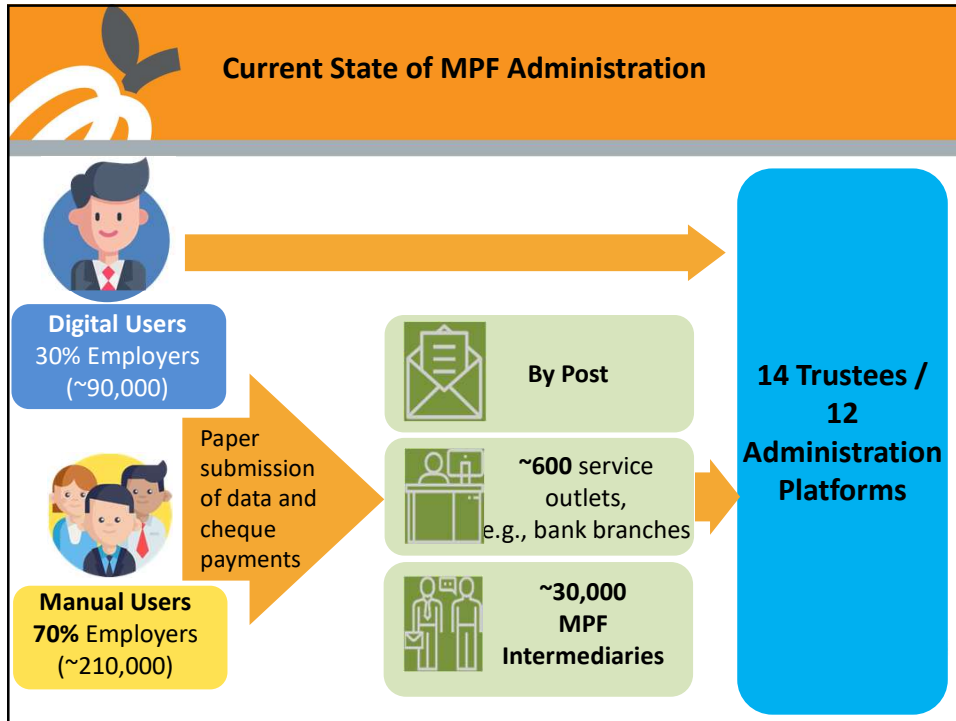 Current State of MPF Administration
Digital Users
30% Employers
(~90,000)
Manual Users
70% Employers
(~210,000)
Paper
submission
of data and
cheque
payments
By Post
~600 service
outlets,
e.g., bank branches
~30,000
MPF
Intermediaries
14 Trustees /
12
Administration
Platforms